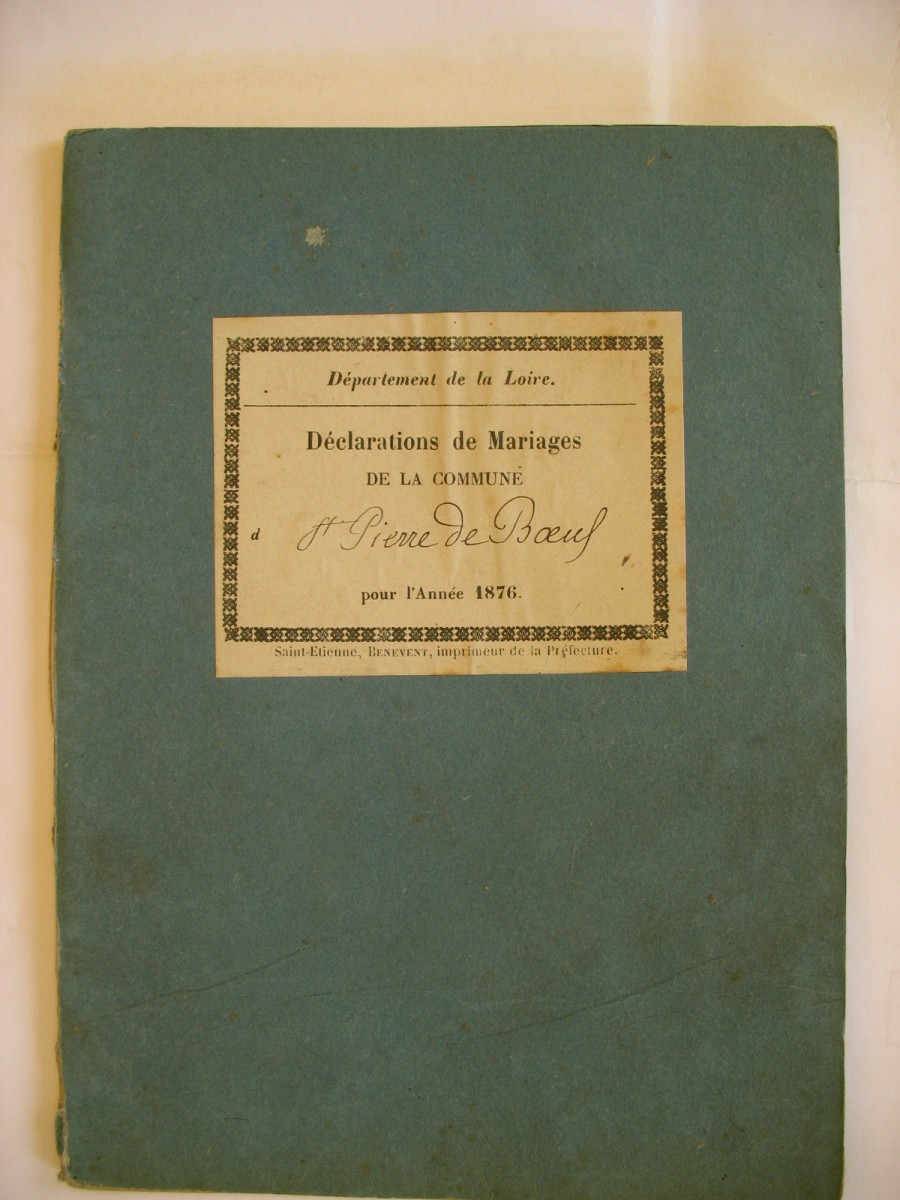 Département de la Loire.
Déclarations de Mariages
DE LA COMMUNE
d St Pierre de Bœuf
pour l'Année 1876.
Saint-Etienne, BENEVENT, imprimeur de la Préfecture.